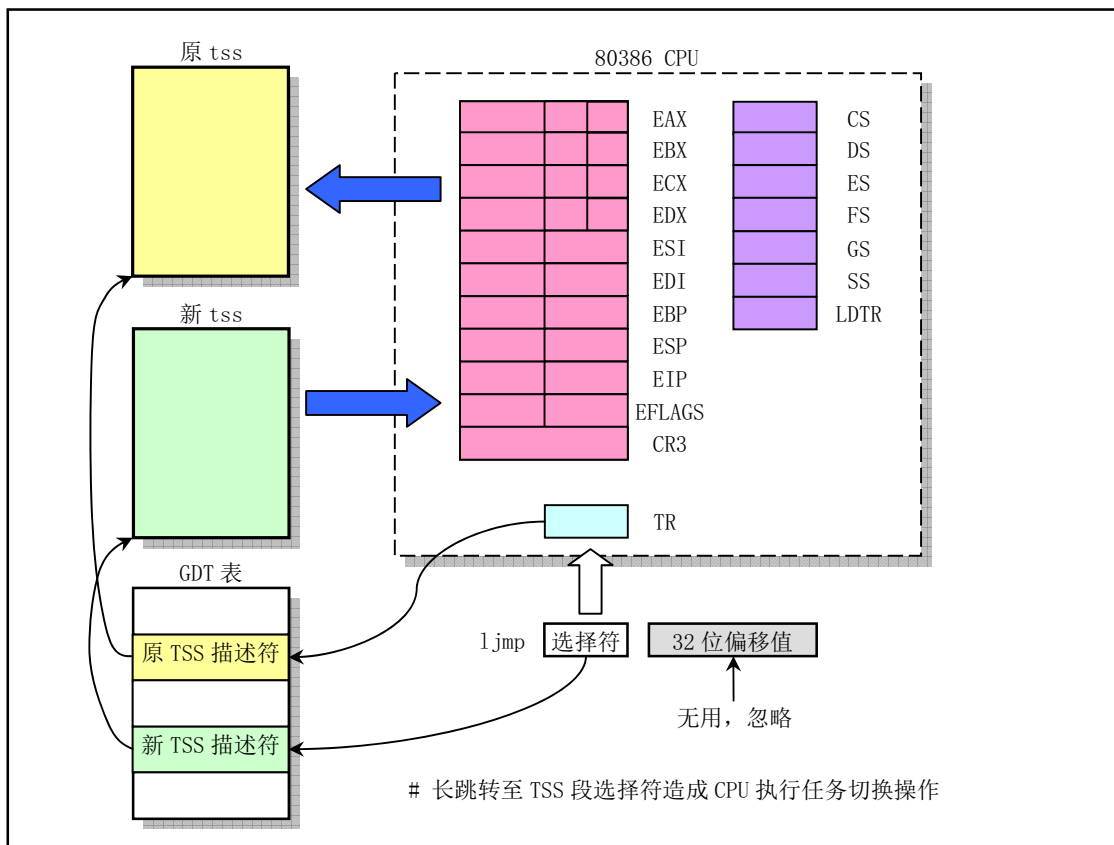 原 tss
80386 CPU
EAX
EBX
ECX
EDX
ESI
EDI
EBP
ESP
EIP
EFLAGS
CR3
CS
DS
ES
FS
GS
SS
LDTR
新 tss
TR
GDT 表
原 TSS 描述符
新 TSS 描述符
ljmp 选择符 32 位偏移值
无用，忽略
# 长跳转至 TSS 段选择符造成 CPU 执行任务切换操作